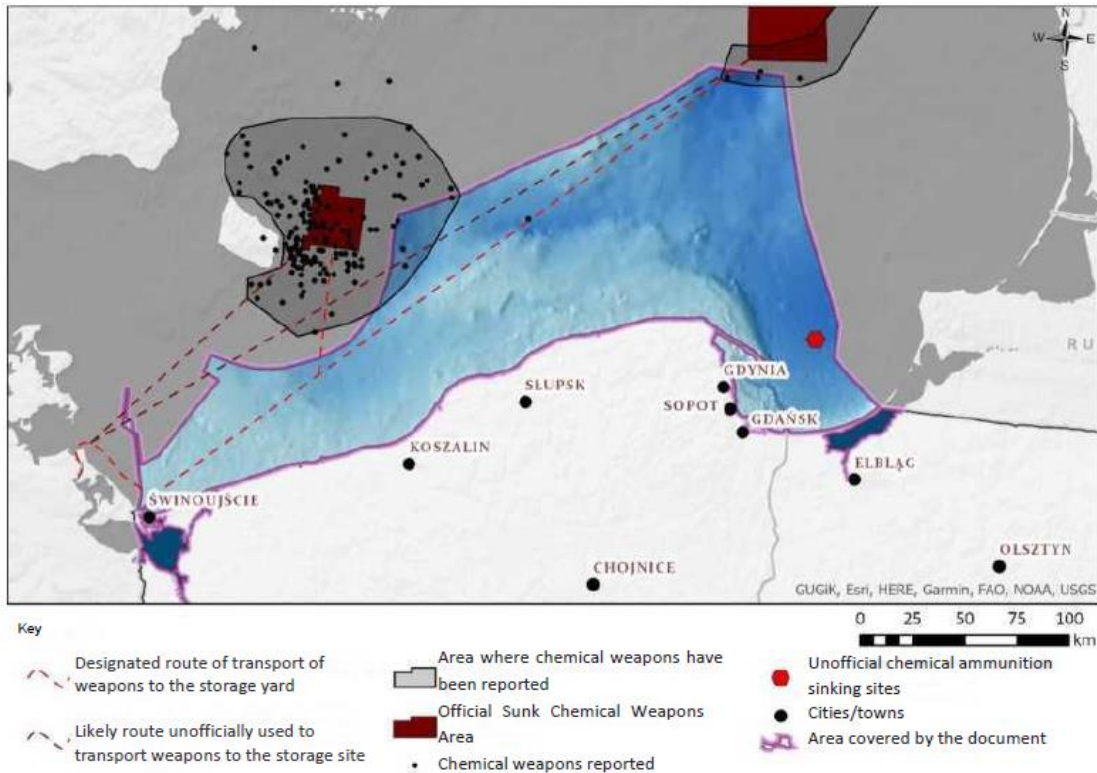 N
W E
S
RU
GDYNIA
SŁUPSK
SOPOT
GDAŃSK
KOSZALIN
ELBLĄG
ŚWINOUJŚCIE
OLSZTYN
CHOJNICE
GUGiK, Esri, HERE, Garmin, FAO, NOAA, USGS
0 25 50 75 100
km
Key
Designated route of transport of
weapons to the storage yard
Likely route unofficially used to
transport weapons to the storage site
Area where chemical weapons have
been reported
Official Sunk Chemical Weapons
Area
Chemical weapons reported
Unofficial chemical ammunition
sinking sites
Cities/towns
Area covered by the document